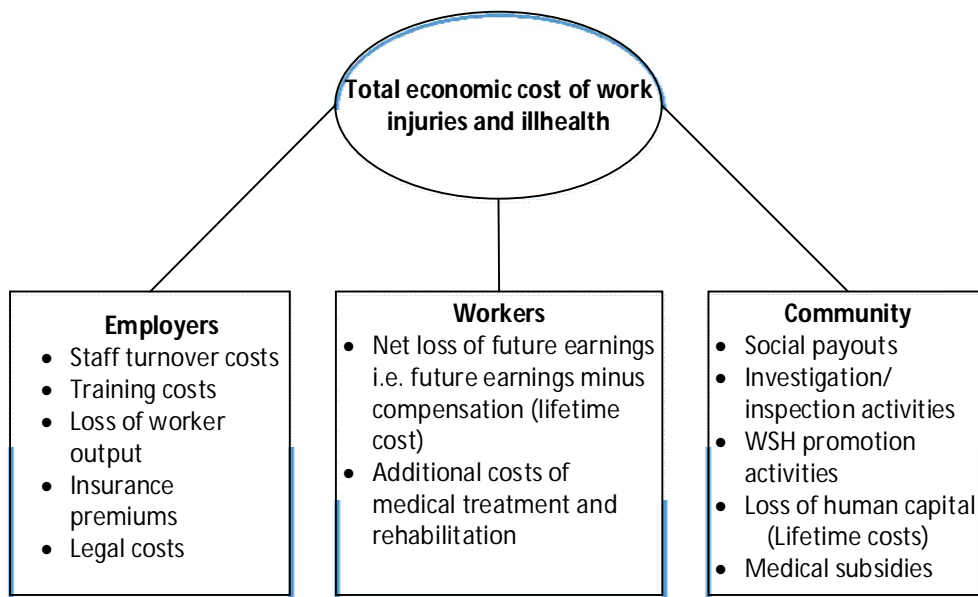 Total economic cost of work
injuries and illhealth
Employers
• Staff turnover costs
• Training costs
• Loss of worker
output
• Insurance
premiums
• Legal costs
Workers
• Net loss of future earnings
i.e. future earnings minus
compensation (lifetime
cost)
• Additional costs of
medical treatment and
rehabilitation
Community
• Social payouts
• Investigation/
inspection activities
• WSH promotion
activities
• Loss of human capital
(Lifetime costs)
• Medical subsidies